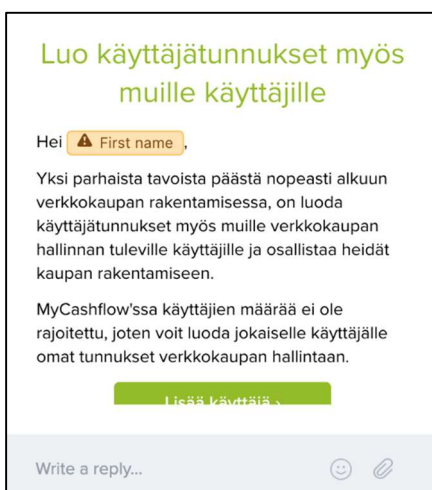 Luo käyttäjätunnukset myös
muille käyttäjille
Hei First name,
Yksi parhaista tavoista päästä nopeasti alkuun
verkkokaupan rakentamisessa, on luoda
käyttäjätunnukset myös muille verkkokaupan
hallinnan tuleville käyttäjille ja osallistaa heidät
kaupan rakentamiseen.
MyCashflow'ssa käyttäjien määrää ei ole
rajoitettu, joten voit luoda jokaiselle käyttäjälle
omat tunnukset verkkokaupan hallintaan.
Lisää käyttäjä ›
Write a reply...